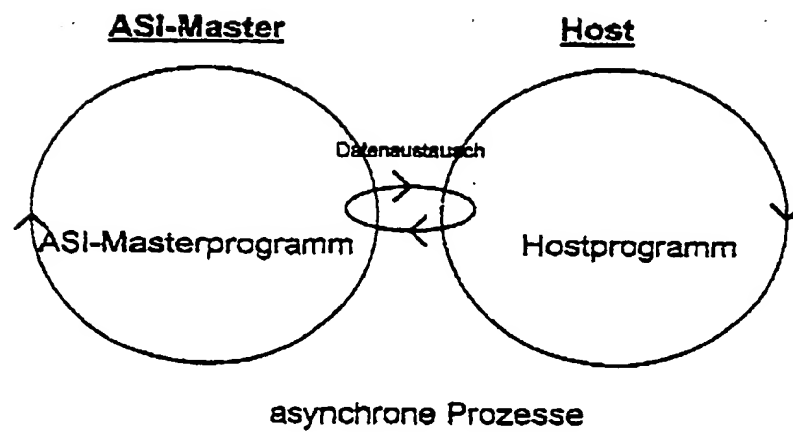 ASI-Master
Host
Datenaustausch
ASI-Masterprogramm
Hostprogramm
asynchrone Prozesse